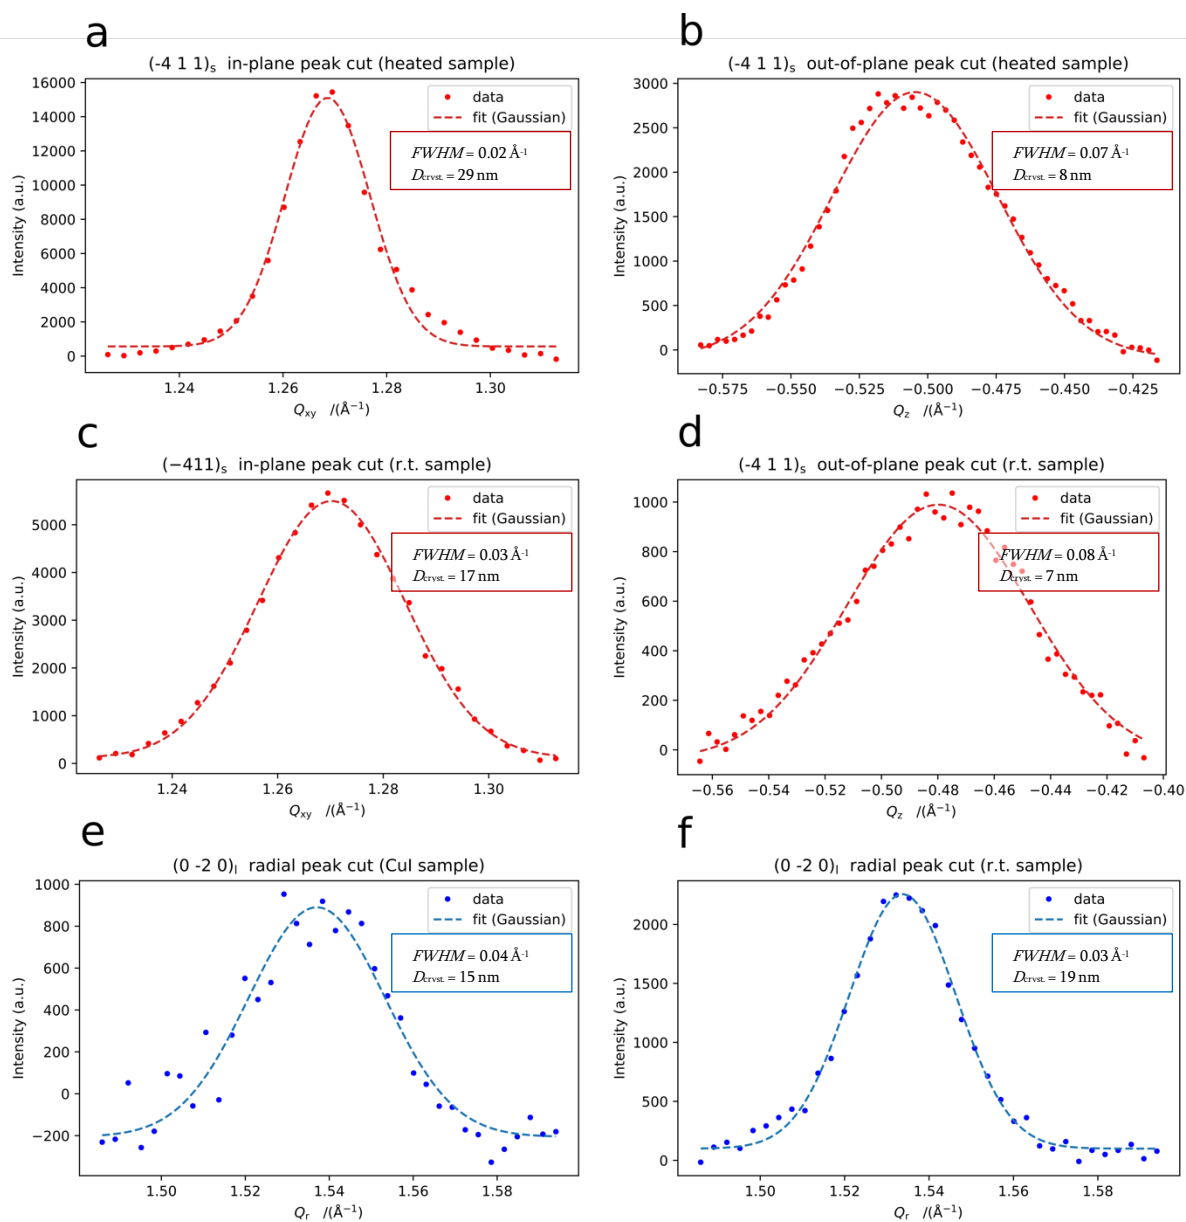 a
(-4 1 1)s in-plane peak cut (heated sample)
16000
14000
12000
10000
8000
6000
4000
2000
0
Intensity (a.u.)
data
fit (Gaussian)
FWHM = 0.02 Å-1
Dcryst. = 29 nm
1.24 1.26 1.28 1.30
Qxy /(Å−1)
b
(-4 1 1)s out-of-plane peak cut (heated sample)
3000
2500
2000
1500
1000
500
0
Intensity (a.u.)
data
fit (Gaussian)
FWHM = 0.07 Å-1
Dcryst. = 8 nm
−0.575 −0.550 −0.525 −0.500 −0.475 −0.450 −0.425
Qz /(Å−1)
c
(−411)s in-plane peak cut (r.t. sample)
5000
4000
3000
2000
1000
0
Intensity (a.u.)
data
fit (Gaussian)
FWHM = 0.03 Å-1
Dcryst. = 17 nm
1.24 1.26 1.28 1.30
Qxy /(Å−1)
d
(-4 1 1)s out-of-plane peak cut (r.t. sample)
1000
800
600
400
200
0
Intensity (a.u.)
data
fit (Gaussian)
FWHM = 0.08 Å-1
Dcryst. = 7 nm
−0.56 −0.54 −0.52 −0.50 −0.48 −0.46 −0.44 −0.42 −0.40
Qz /(Å−1)
e
(0 -2 0)l radial peak cut (CuI sample)
1000
800
600
400
200
0
−200
Intensity (a.u.)
data
fit (Gaussian)
FWHM = 0.04 Å-1
Dcryst. = 15 nm
1.50 1.52 1.54 1.56 1.58
Qr /(Å−1)
f
(0 -2 0)l radial peak cut (r.t. sample)
2000
1500
1000
500
0
Intensity (a.u.)
data
fit (Gaussian)
FWHM = 0.03 Å-1
Dcryst. = 19 nm
1.50 1.52 1.54 1.56 1.58
Qr /(Å−1)